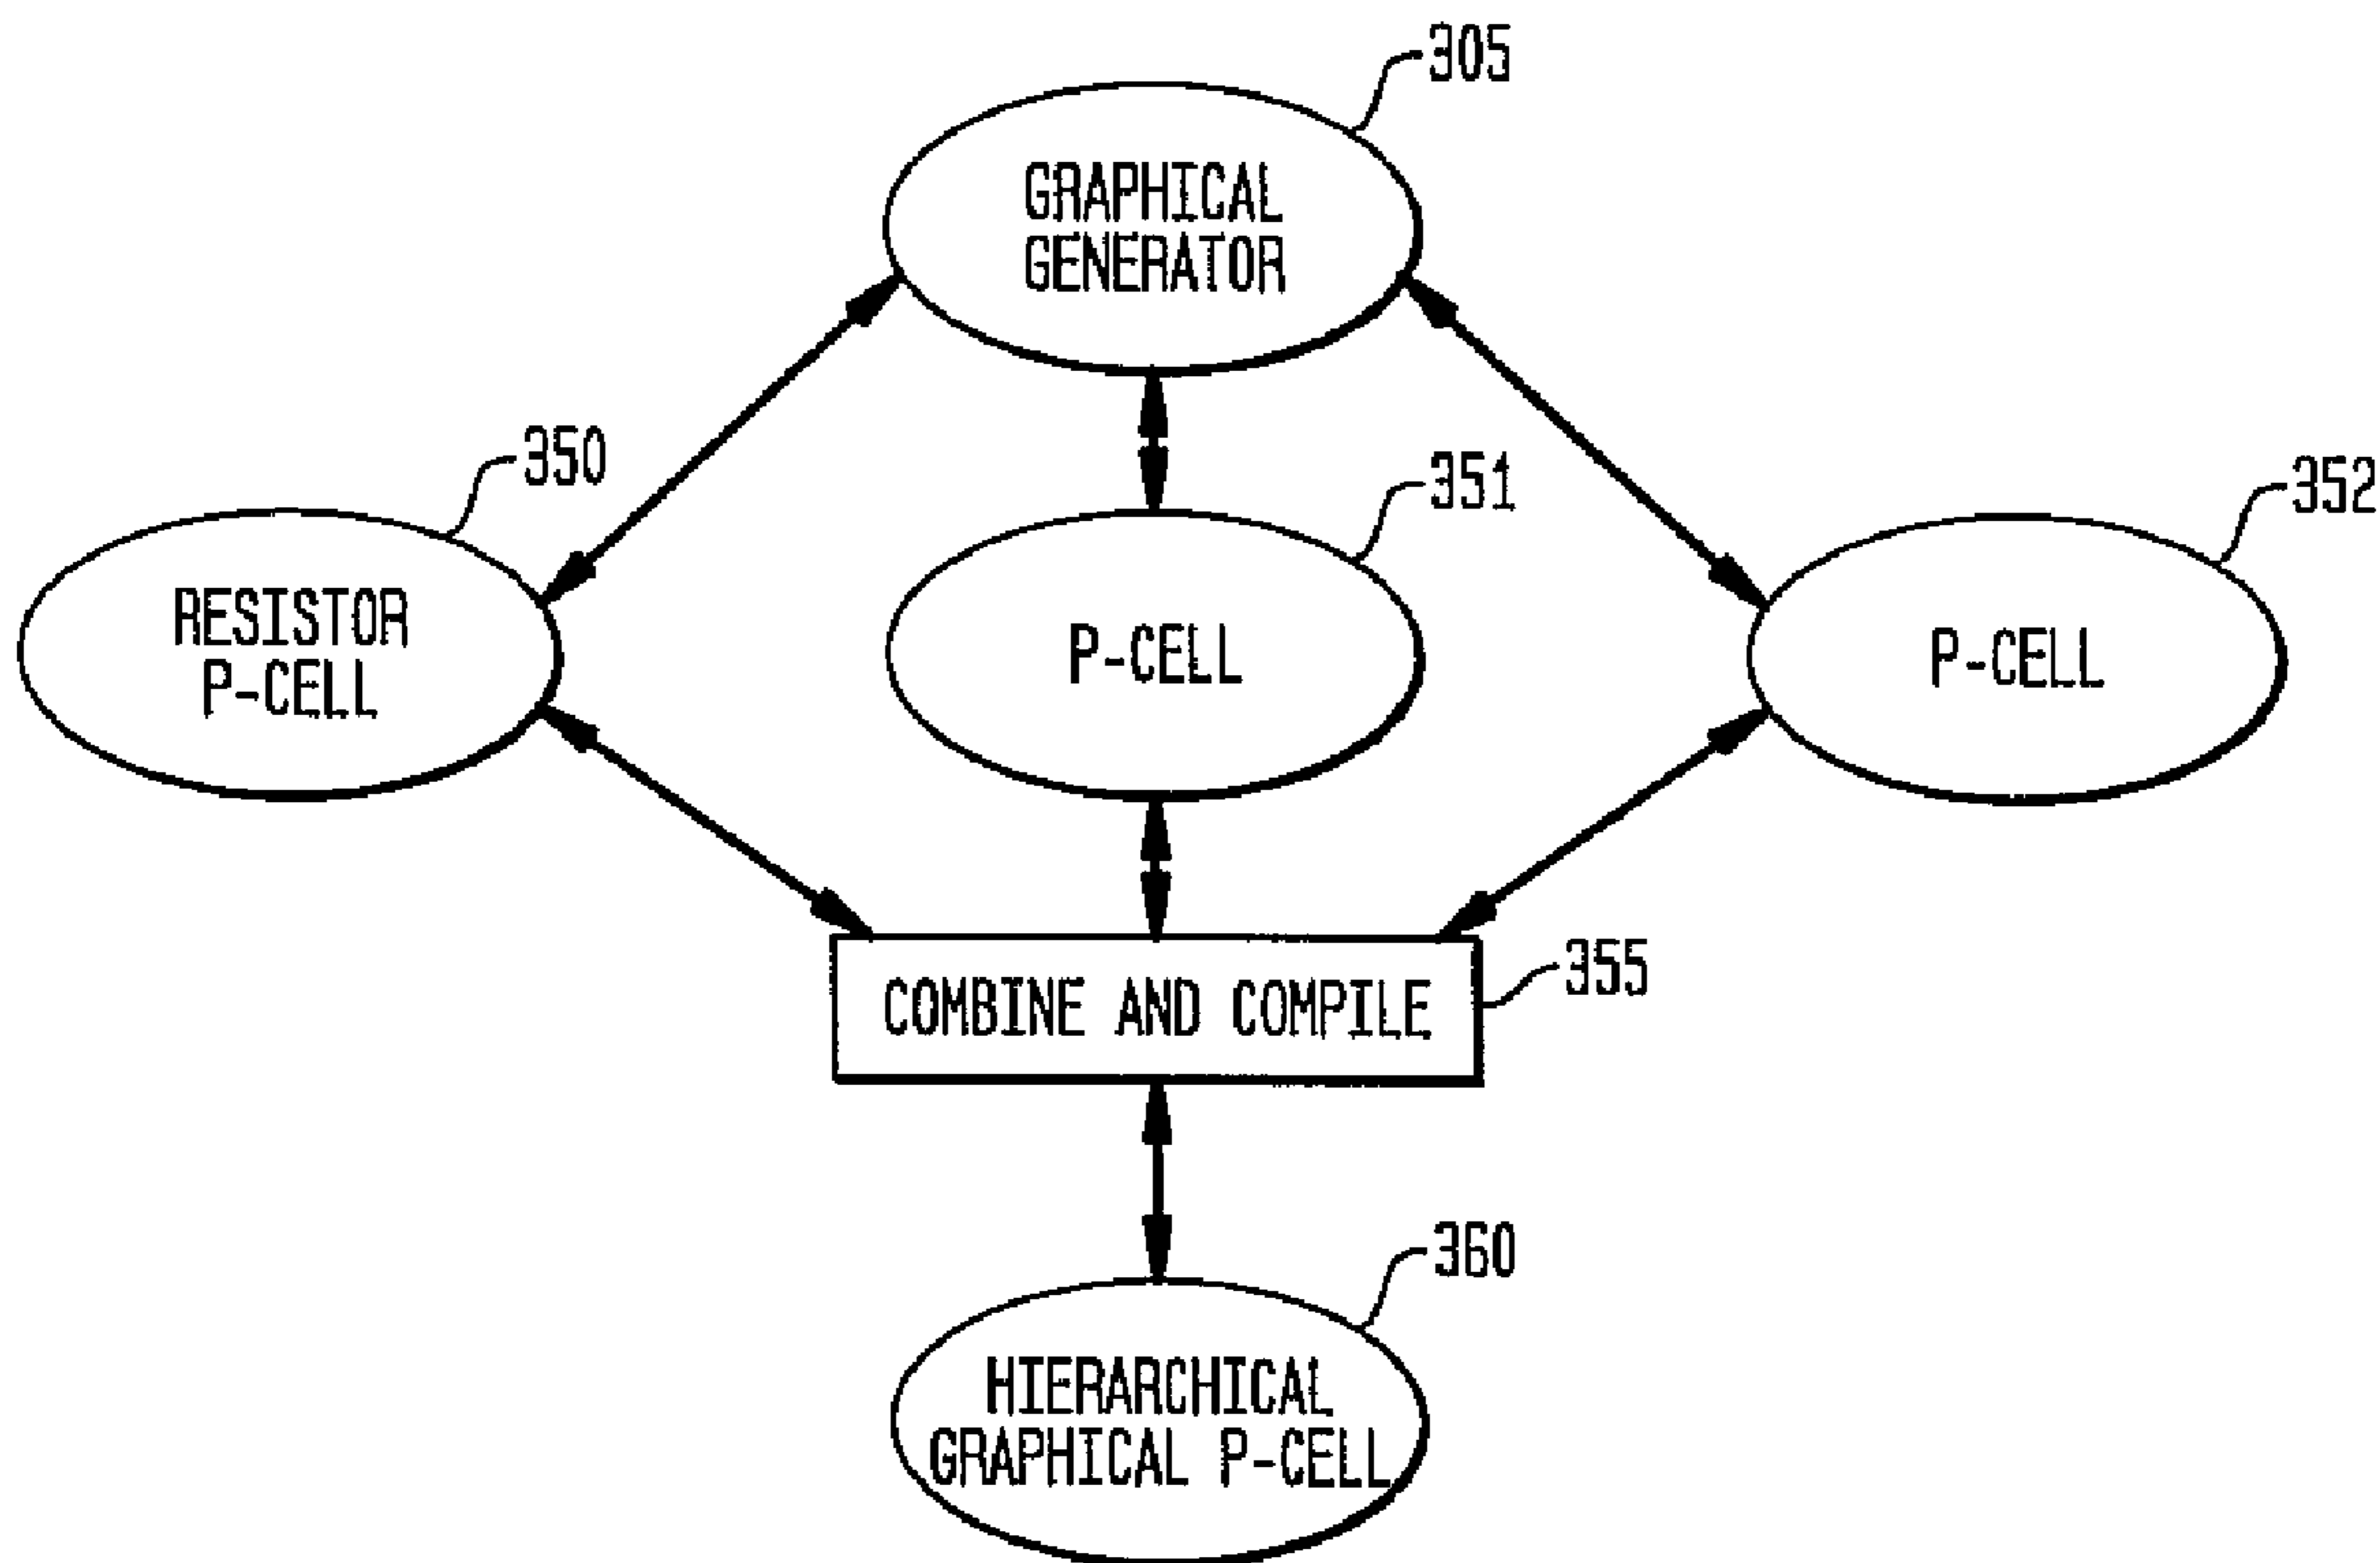 305
GRAPHICAL
GENERATOR
350
351
352
RESISTOR
P-CELL
P-CELL
P-CELL
355
COMBINE AND COMPILE
360
HIERARCHICAL
GRAPHICAL P-CELL